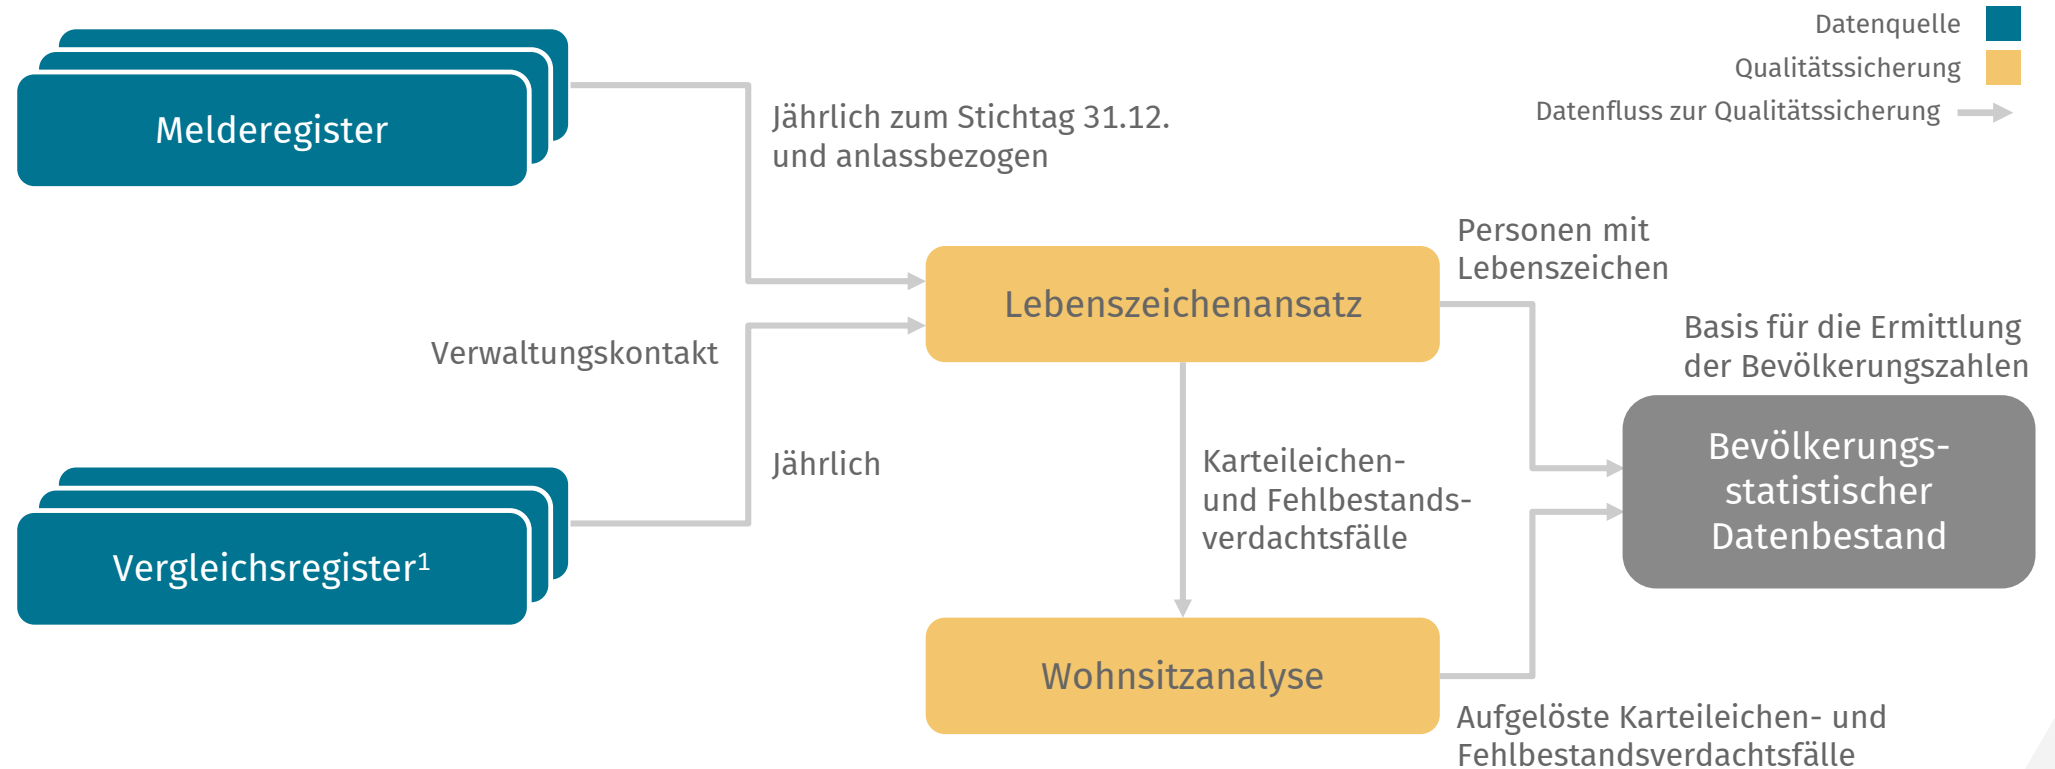 Datenquelle
Qualitätssicherung
Datenfluss zur Qualitätssicherung
Melderegister
Jährlich zum Stichtag 31.12.
und anlassbezogen
Personen mit
Lebenszeichen
Lebenszeichenansatz
Basis für die Ermittlung
der Bevölkerungszahlen
Verwaltungskontakt
Bevölkerungs-
statistischer
Datenbestand
Jährlich
Karteileichen-
und Fehlbestands-
verdachtsfälle
Vergleichsregister¹
Wohnsitzanalyse
Aufgelöste Karteileichen- und
Fehlbestandsverdachtsfälle